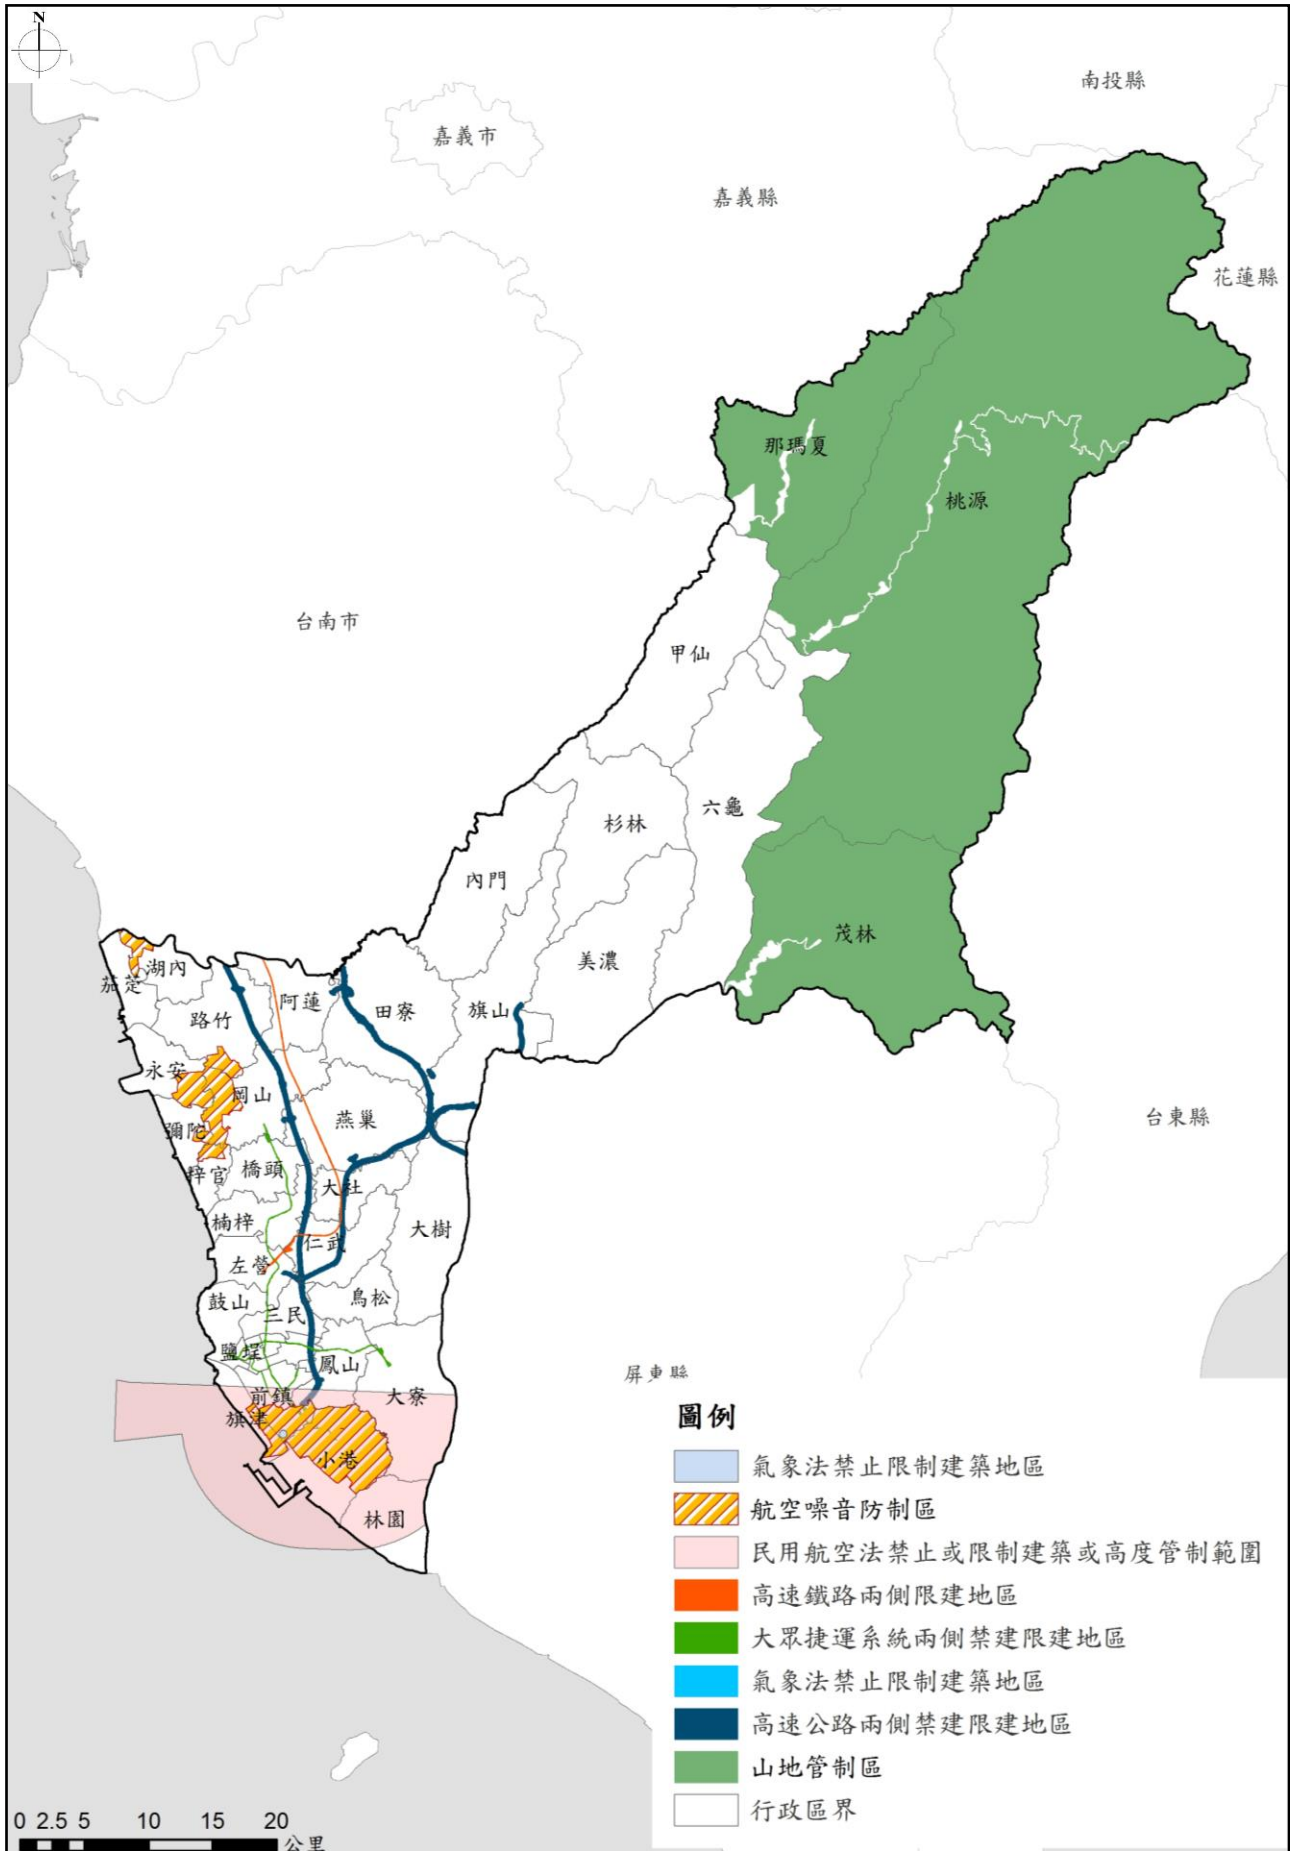 N
南投縣
嘉義市
嘉義縣
花蓮縣
那瑪夏
桃源
台南市
甲仙
六龜
杉林
內門
茂林
美濃
湖內
茄萣
阿蓮
路竹
田寮
旗山
永安
岡山
燕巢
台東縣
彌陀
梓官
橋頭
大社
楠梓
大樹
仁武
左營
鼓山
三民
鳥松
鹽埕
鳳山
屏東縣
前鎮
大寮
旗津
小港
林園
圖例
氣象法禁止限制建築地區
航空噪音防制區
民用航空法禁止或限制建築或高度管制範圍
高速鐵路兩側限建地區
大眾捷運系統兩側禁建限建地區
氣象法禁止限制建築地區
高速公路兩側禁建限建地區
山地管制區
行政區界
0 2.5 5 10 15 20
公里